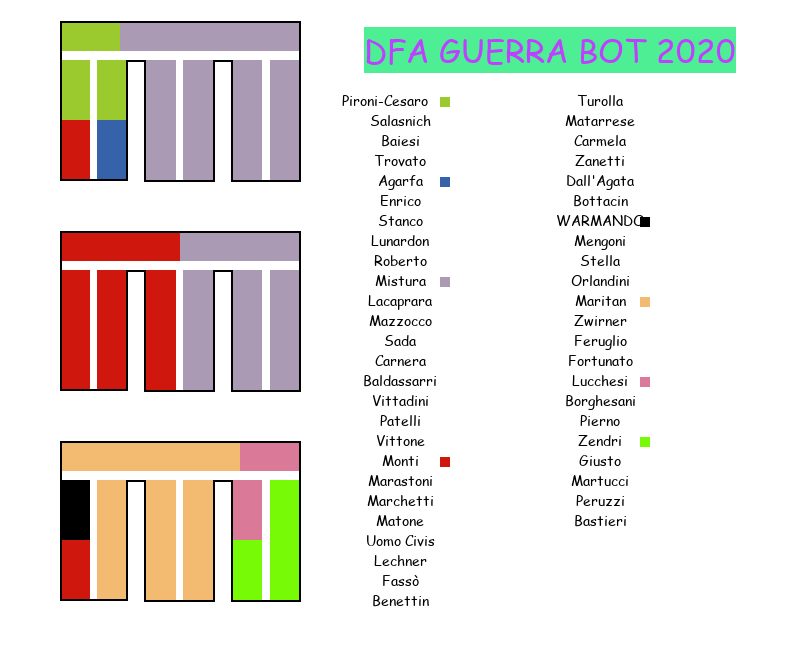 DFA GUERRA BOT 2020
Pironi-Cesaro
Salasnich
Baiesi
Trovato
Agarfa
Enrico
Stanco
Lunardon
Roberto
Mistura
Lacaprara
Mazzocco
Sada
Carnera
Baldassarri
Vittadini
Patelli
Vittone
Monti
Marastoni
Marchetti
Matone
Uomo Civis
Lechner
Fassò
Benettin
Turolla
Matarrese
Carmela
Zanetti
Dall'Agata
Bottacin
WARMANDO
Mengoni
Stella
Orlandini
Maritan
Zwirner
Feruglio
Fortunato
Lucchesi
Borghesani
Pierno
Zendri
Giusto
Martucci
Peruzzi
Bastieri